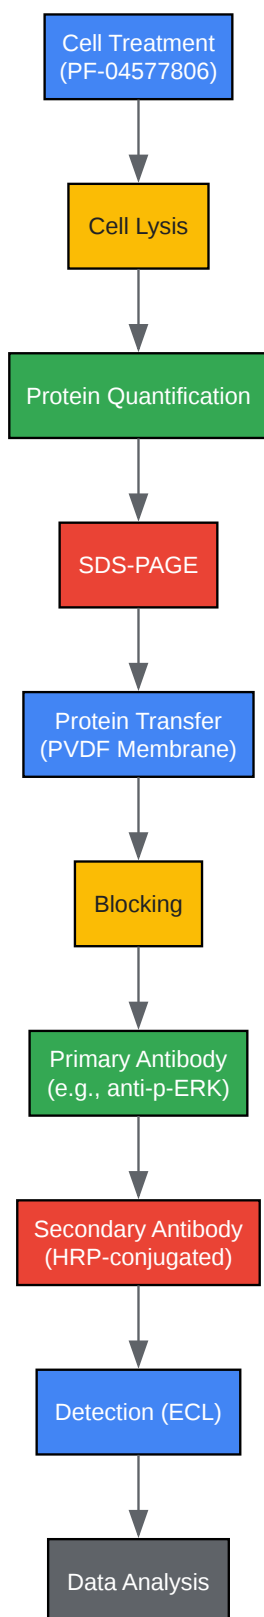 Cell Treatment
(PF-04577806)
Cell Lysis
Protein Quantification
SDS-PAGE
Protein Transfer
(PVDF Membrane)
Blocking
Primary Antibody
(e.g., anti-p-ERK)
Secondary Antibody
(HRP-conjugated)
Detection (ECL)
Data Analysis